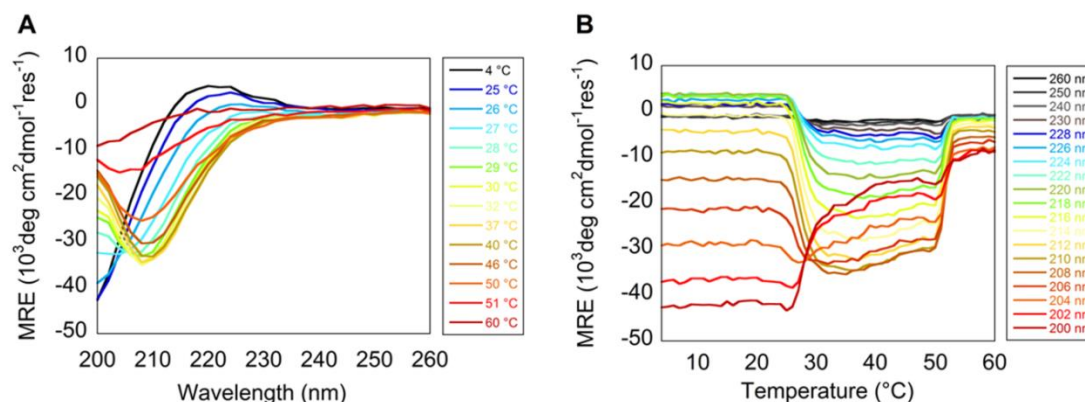 A
MRE (10³deg cm²dmol⁻¹res⁻¹)
10
0
-10
-20
-30
-40
-50
200 210 220 230 240 250 260
Wavelength (nm)
4 °C
25 °C
26 °C
27 °C
28 °C
29 °C
30 °C
32 °C
37 °C
40 °C
46 °C
50 °C
51 °C
60 °C
B
MRE (10³deg cm²dmol⁻¹res⁻¹)
10
0
-10
-20
-30
-40
-50
10 20 30 40 50 60
Temperature (°C)
260 nm
250 nm
240 nm
230 nm
228 nm
226 nm
224 nm
222 nm
220 nm
218 nm
216 nm
214 nm
212 nm
210 nm
208 nm
206 nm
204 nm
202 nm
200 nm